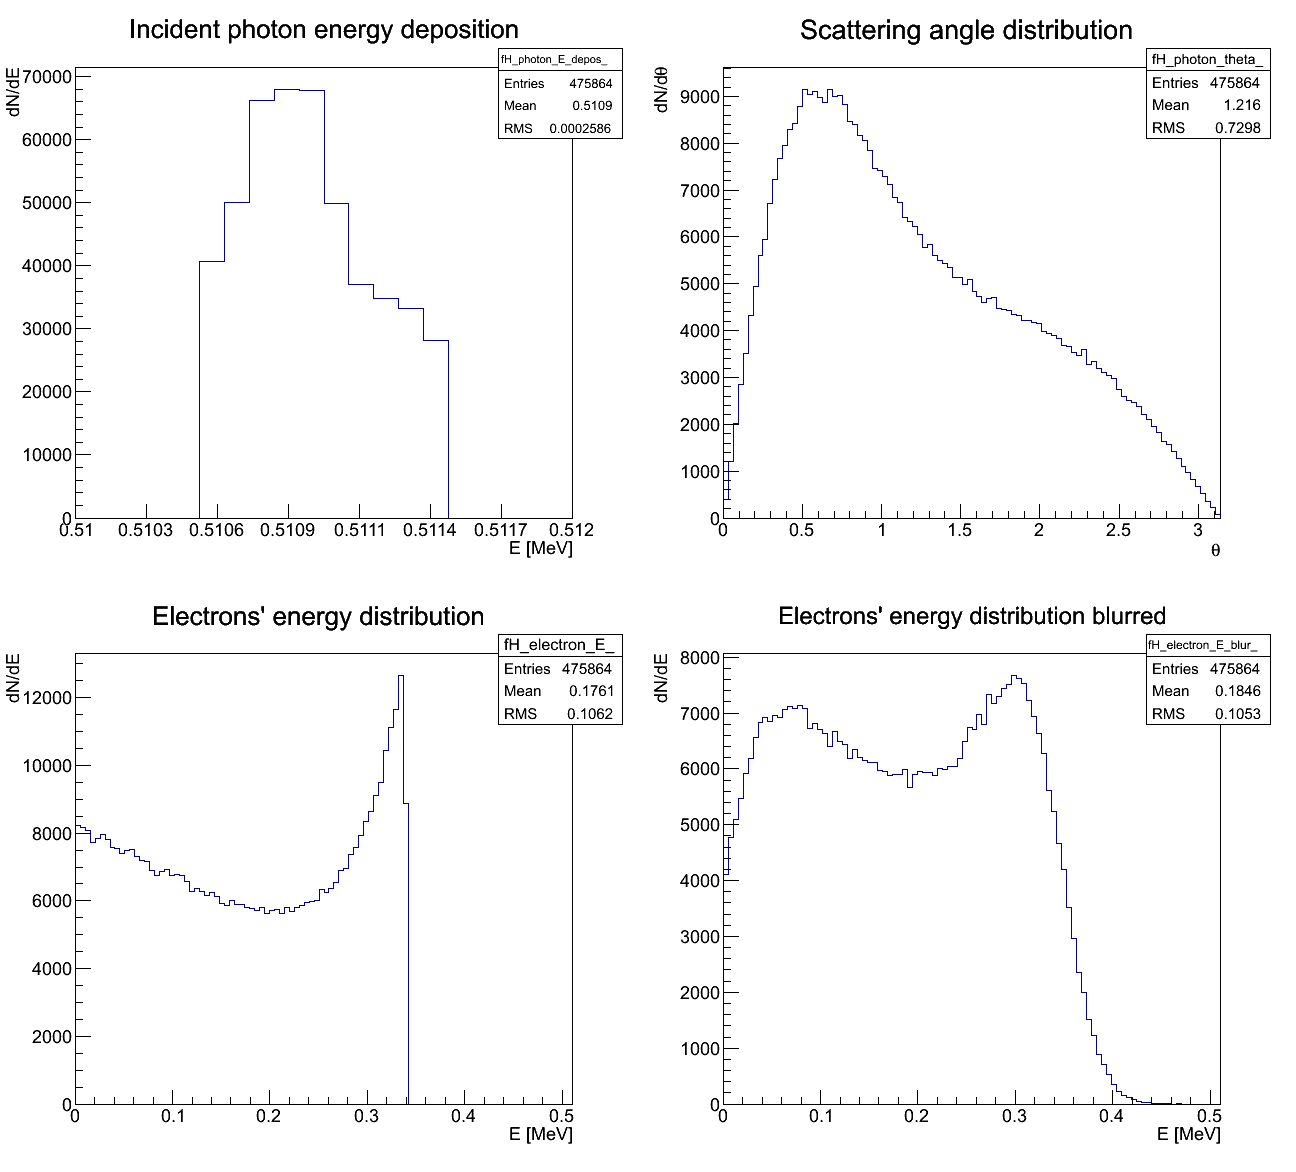 Incident photon energy deposition
fH_photon_E_depos_
Entries 475864
Mean 0.5109
RMS 0.0002586
dN/dE
70000
60000
50000
40000
30000
20000
10000
0
0.51 0.5103 0.5106 0.5109 0.5111 0.5114 0.5117 0.512
E [MeV]
Scattering angle distribution
fH_photon_theta_
Entries 475864
Mean 1.216
RMS 0.7298
dN/dθ
9000
8000
7000
6000
5000
4000
3000
2000
1000
0
0 0.5 1 1.5 2 2.5 3
θ
Electrons' energy distribution
fH_electron_E_
Entries 475864
Mean 0.1761
RMS 0.1062
dN/dE
12000
10000
8000
6000
4000
2000
0
0 0.1 0.2 0.3 0.4 0.5
E [MeV]
Electrons' energy distribution blurred
fH_electron_E_blur_
Entries 475864
Mean 0.1846
RMS 0.1053
dN/dE
8000
7000
6000
5000
4000
3000
2000
1000
0
0 0.1 0.2 0.3 0.4 0.5
E [MeV]